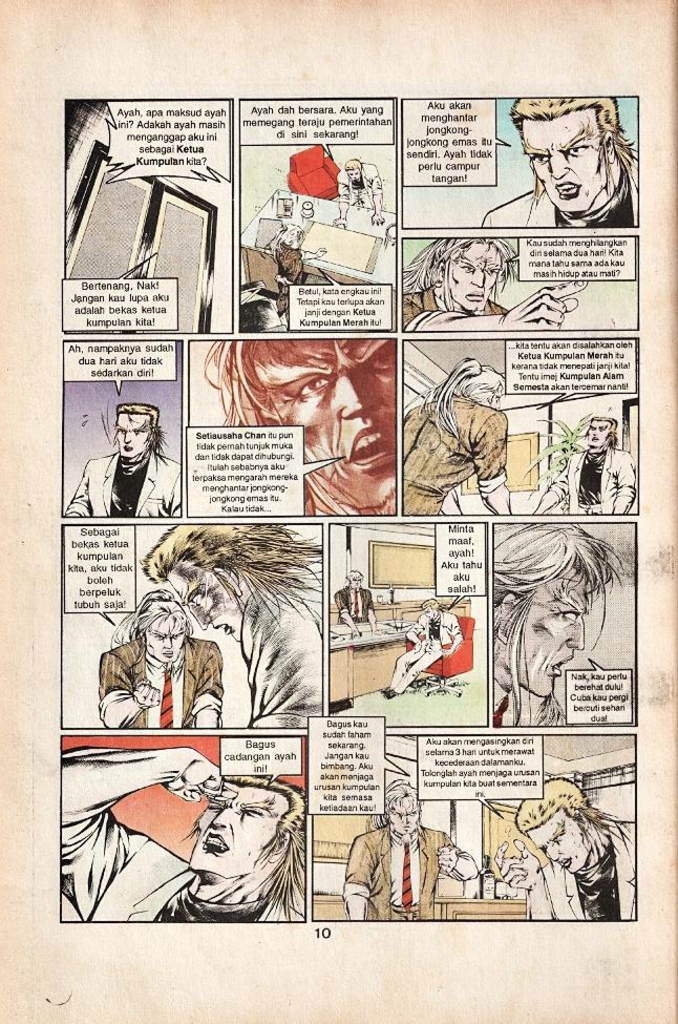 Ayah, apa maksud ayah
ini? Adakah ayah masih
menganggap aku ini
sebagai Ketua
Kumpulan kita?
Bertenang, Nak!
Jangan kau lupa aku
adalah bekas ketua
kumpulan kita!
Ayah dah bersara. Aku yang
memegang teraju pemerintahan
di sini sekarang!
Betul, kata engkau ini!
Tetapi kau terlupa akan
janji dengan Ketua
Kumpulan Merah itu!
Aku akan
menghantar
jongkong-
jongkong emas itu
sendiri. Ayah tidak
perlu campur
tangan!
Kau sudah menghilangkan
diri selama dua hari! Kita
mana tahu sama ada kau
masih hidup atau mati?
Ah, nampaknya sudah
dua hari aku tidak
sedarkan diri!
Setiausaha Chan itu pun
tidak pernah tunjuk muka
dan tidak dapat dihubungi.
Itulah sebabnya aku
terpaksa mengarah mereka
menghantar jongkong-
jongkong emas itu.
Kalau tidak...
...kita tentu akan disalahkan oleh
Ketua Kumpulan Merah itu
kerana tidak menepati janji kita!
Tentu imej Kumpulan Alam
Semesta akan tercemar nanti!
Sebagai
bekas ketua
kumpulan
kita, aku tidak
boleh
berpeluk
tubuh saja!
Minta
maaf,
ayah!
Aku tahu
aku
salah!
Nak, kau perlu
berehat dulu!
Cuba kau pergi
bercuti sehari
dua!
Bagus
cadangan ayah
ini!
Bagus kau
sudah faham
sekarang.
Jangan kau
bimbang. Aku
akan menjaga
urusan kumpulan
kita semasa
ketiadaan kau!
Aku akan mengasingkan diri
selama 3 hari untuk merawat
kecederaan dalamanku.
Tolonglah ayah menjaga urusan
kumpulan kita buat sementara
ini.
10